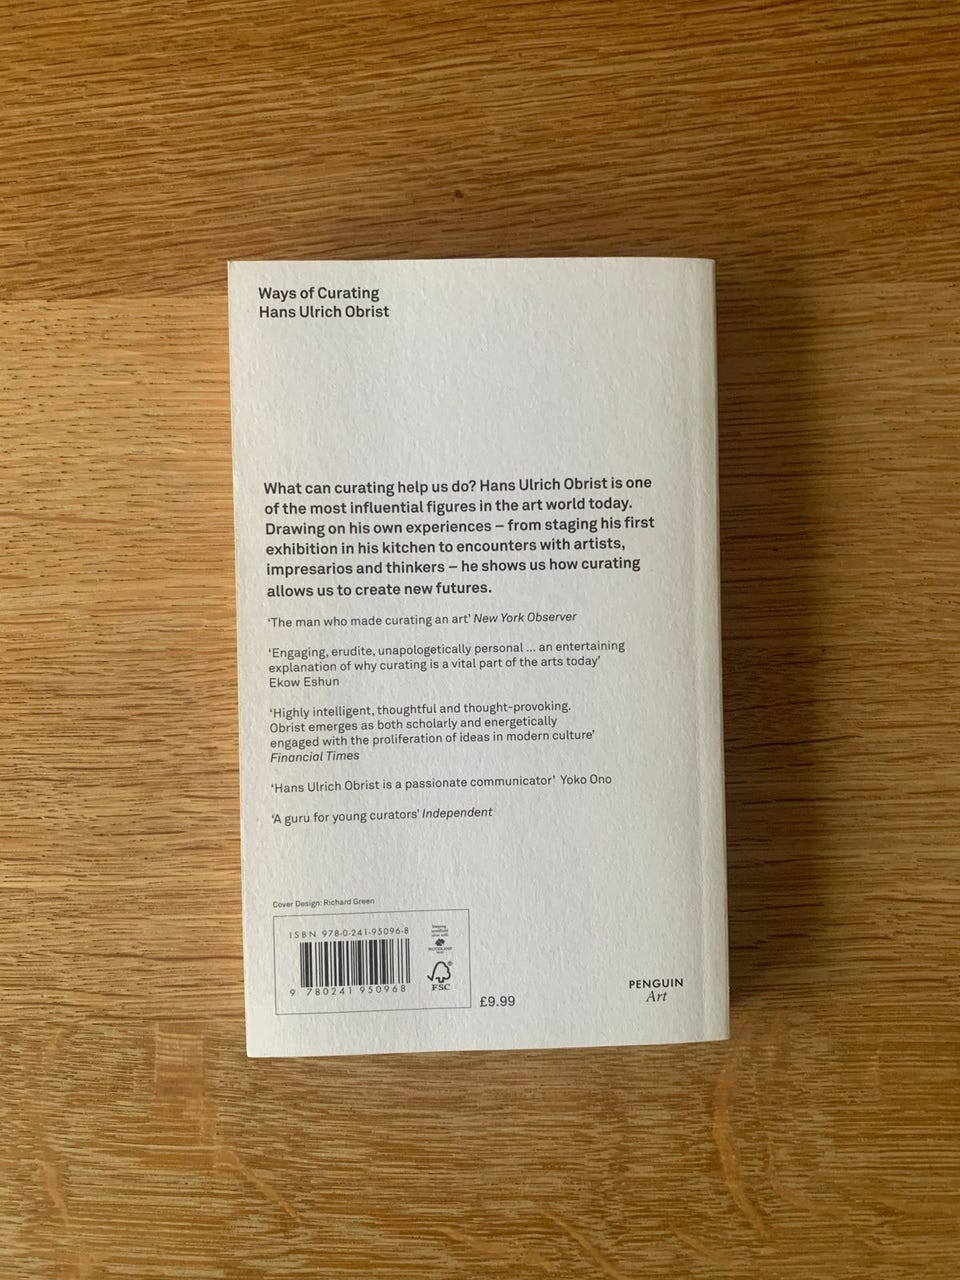 Ways of Curating
Hans Ulrich Obrist
What can curating help us do? Hans Ulrich Obrist is one
of the most influential figures in the art world today.
Drawing on his own experiences – from staging his first
exhibition in his kitchen to encounters with artists,
impresarios and thinkers – he shows us how curating
allows us to create new futures.
‘The man who made curating an art’ New York Observer
‘Engaging, erudite, unapologetically personal ... an entertaining
explanation of why curating is a vital part of the arts today’
Ekow Eshun
‘Highly intelligent, thoughtful and thought-provoking.
Obrist emerges as both scholarly and energetically
engaged with the proliferation of ideas in modern culture’
Financial Times
‘Hans Ulrich Obrist is a passionate communicator’ Yoko Ono
‘A guru for young curators’ Independent
Cover Design: Richard Green
ISBN 978-0-241-95096-8
9 780241 950968
WOODLAND
®
FSC
£9.99
PENGUIN
Art